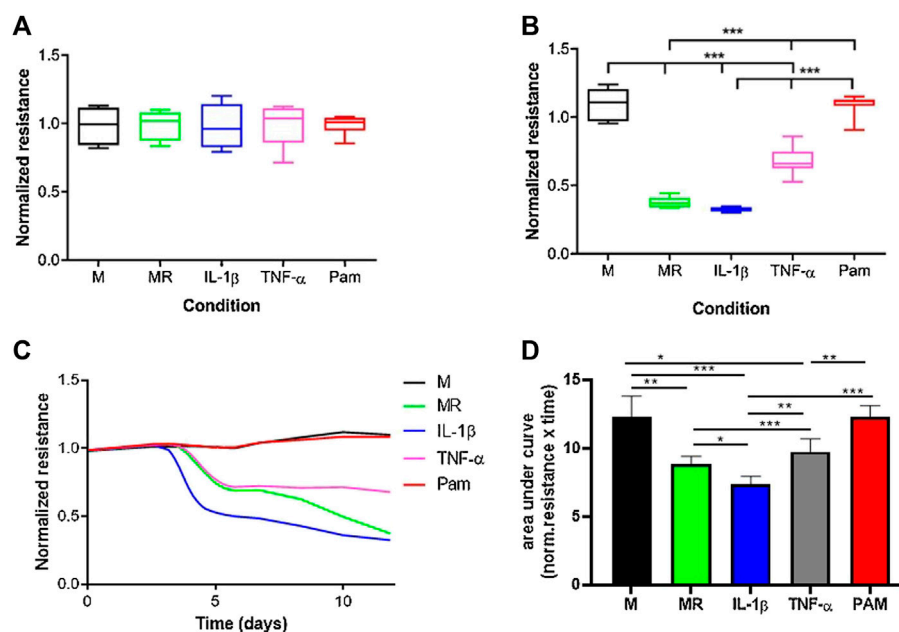 A
Normalized resistance
1.5
1.0
0.5
0.0
M MR IL-1β TNF-α Pam
Condition
B
Normalized resistance
1.5
1.0
0.5
0.0
***
***
***
M MR IL-1β TNF-α Pam
Condition
C
Normalized resistance
1.5
1.0
0.5
0.0
0 5 10
Time (days)
M
MR
IL-1β
TNF-α
Pam
D
area under curve
(norm.resistance x time)
15
10
5
0
* **
***
** ***
**
***
*
M MR IL-1β TNF-α PAM